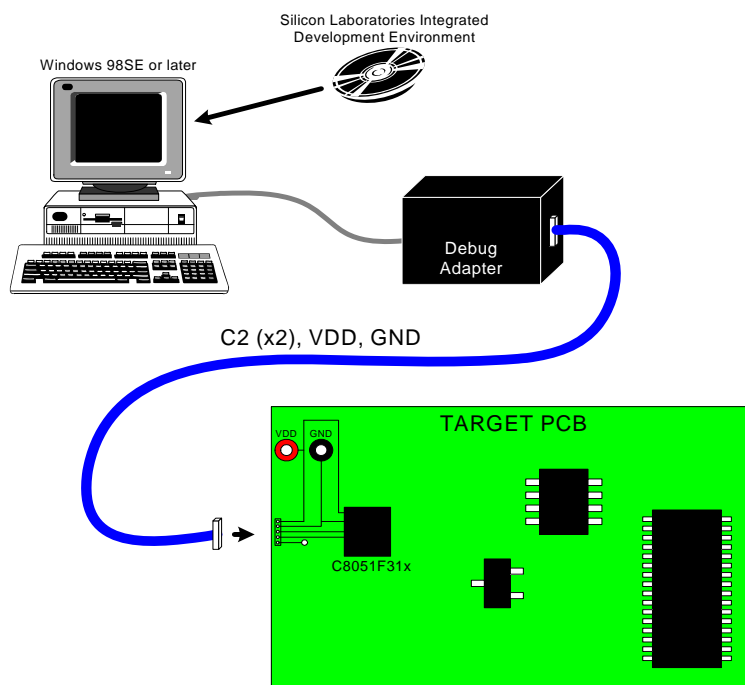 Silicon Laboratories Integrated
Development Environment
Windows 98SE or later
Debug
Adapter
C2 (x2), VDD, GND
TARGET PCB
VDD GND
C8051F31x